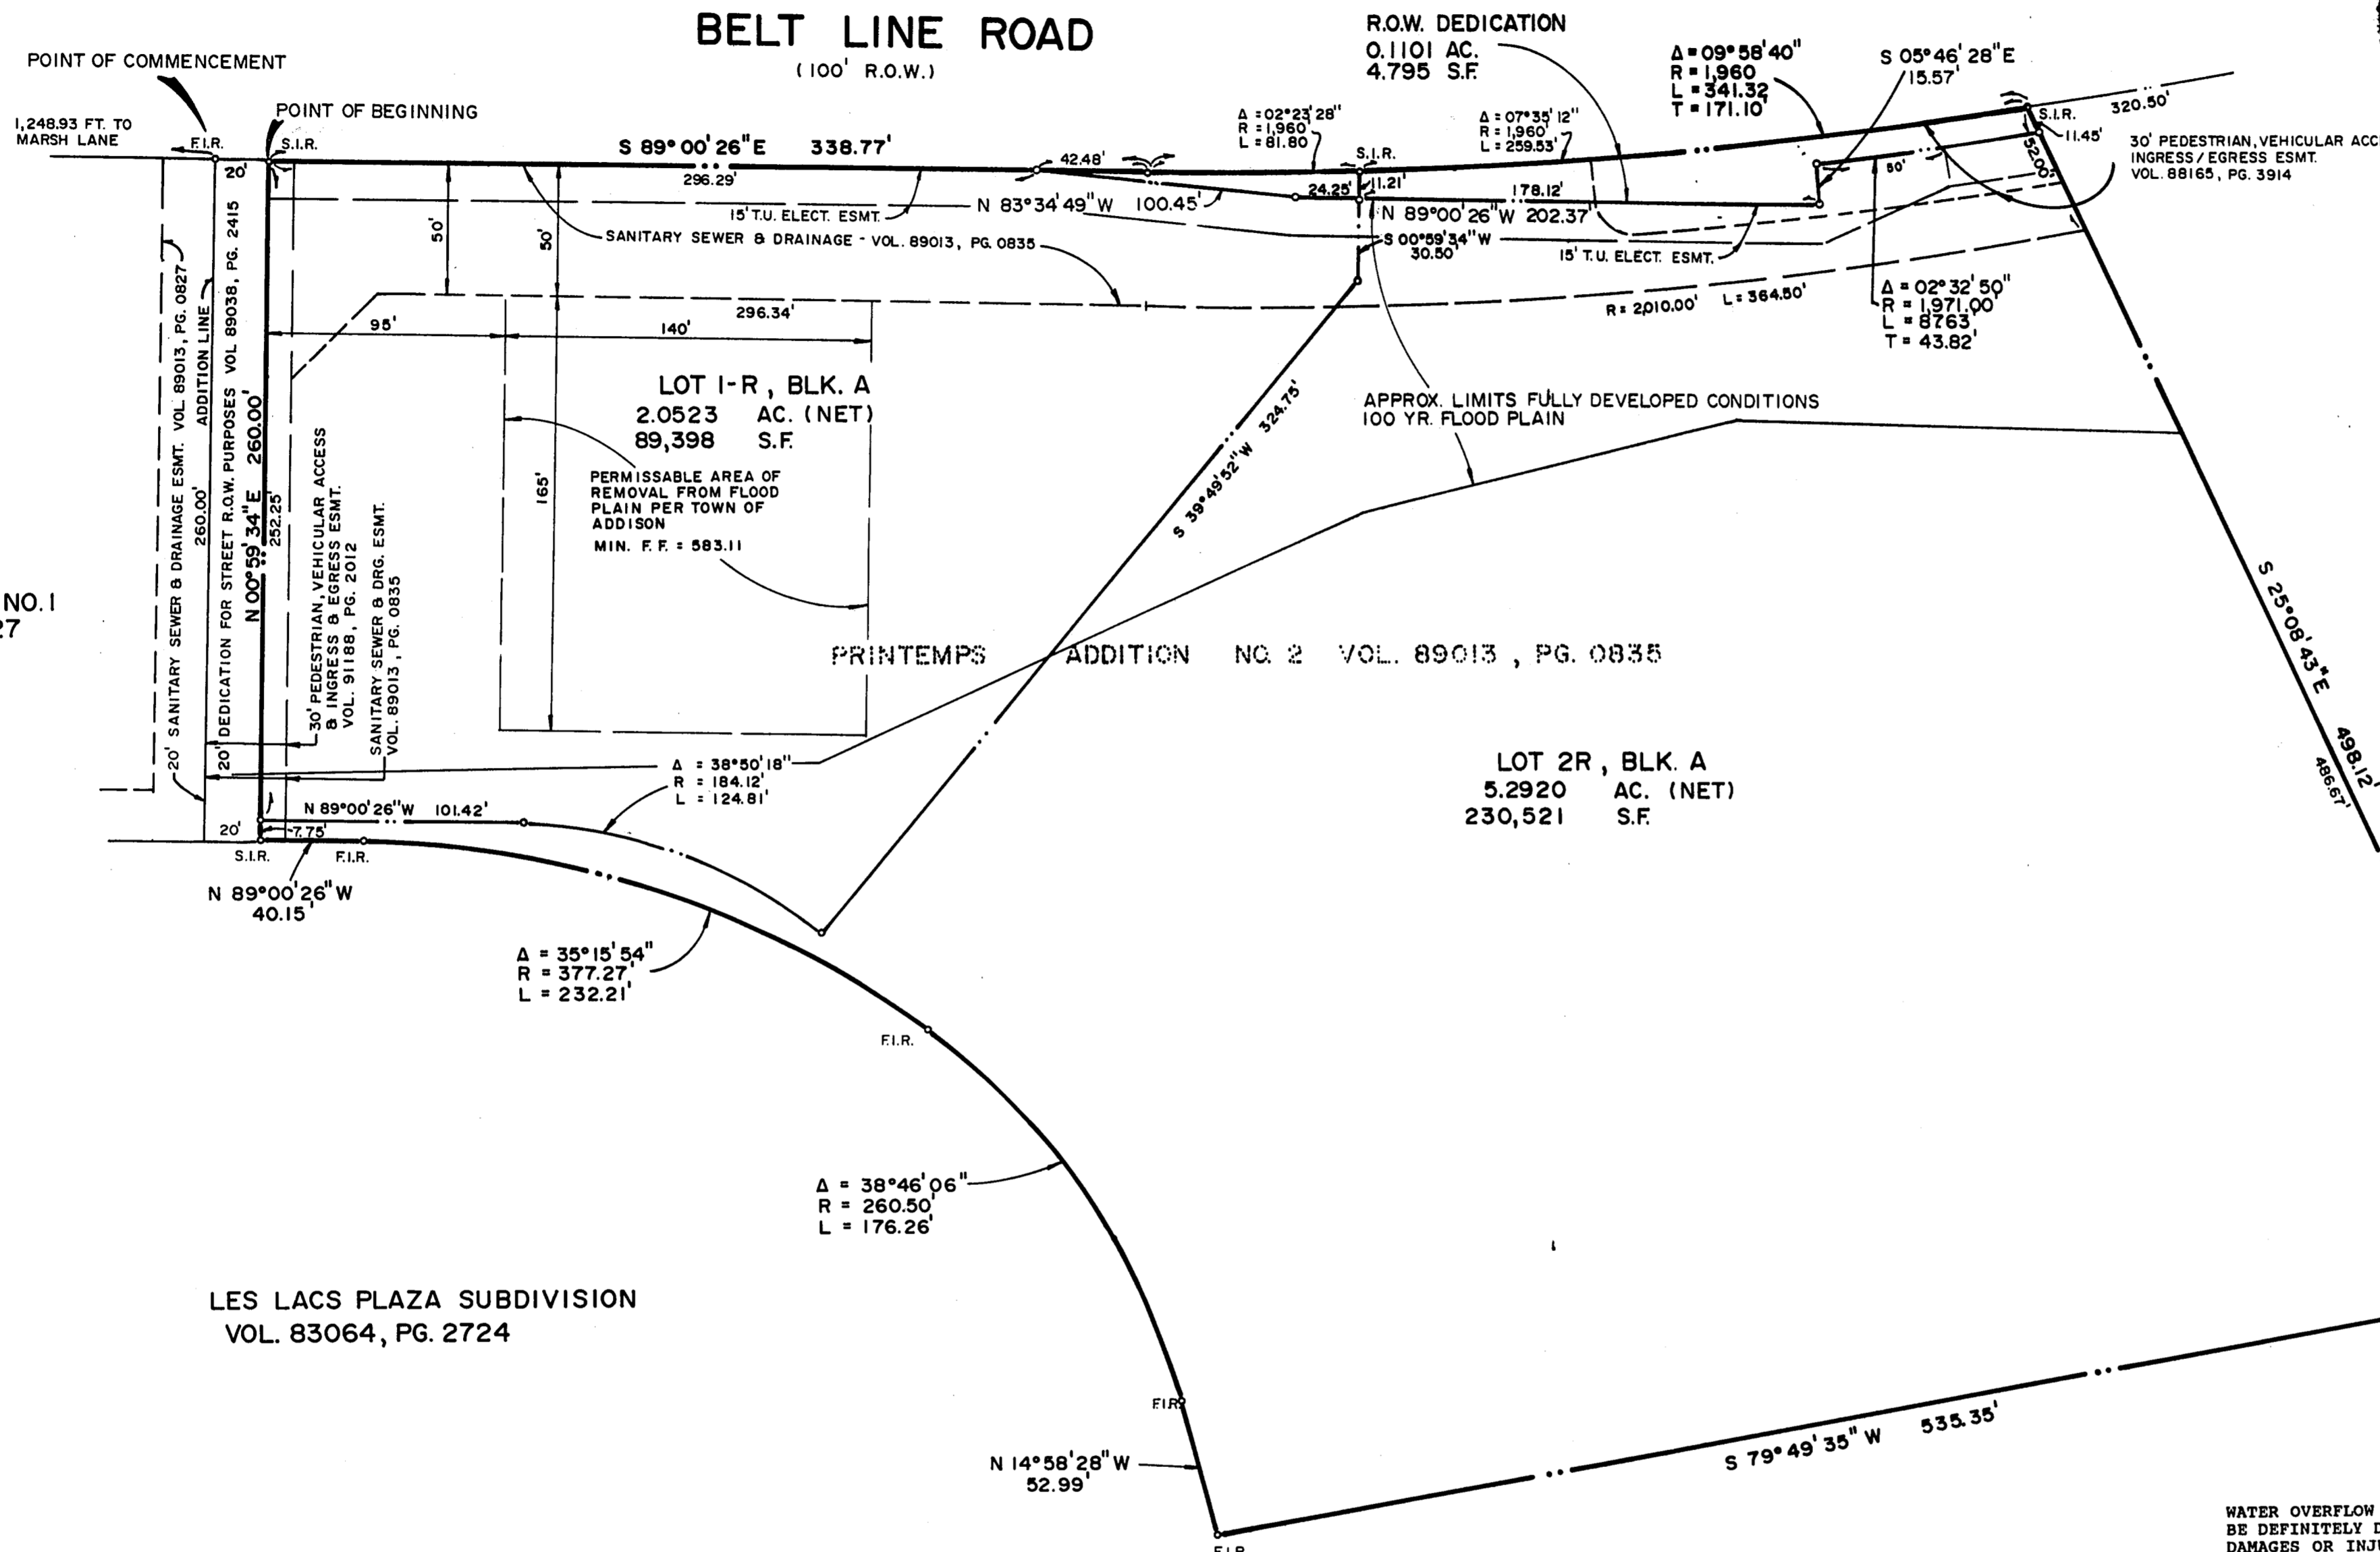 BELT LINE ROAD
(100' R.O.W.)
POINT OF COMMENCEMENT
POINT OF BEGINNING
1,248.93 FT. TO
MARSH LANE
F.I.R.
S.I.R.
20'
S 89°00'26"E 338.77'
296.29'
42.48'
R.O.W. DEDICATION
0.1101 AC.
4.795 S.F.
Δ = 02°23'28"
R = 1,960'
L = 81.80
Δ = 07°35'12"
R = 1,960'
L = 259.53'
Δ = 09°58'40"
R = 1,960
L = 341.32
T = 171.10'
S 05°46'28"E
15.57'
320.50'
S.I.R.
11.45'
52.00'
30' PEDESTRIAN, VEHICULAR ACC
INGRESS/EGRESS ESMT.
VOL. 88165, PG. 3914
S.I.R.
11.21'
24.25'
178.12'
50'
15' T.U. ELECT. ESMT.
N 83°34'49"W 100.45'
N 89°00'26"W 202.37'
SANITARY SEWER & DRAINAGE - VOL. 89013, PG. 0835
S 00°59'34"W
30.50'
15' T.U. ELECT. ESMT.
50'
50'
R = 2,010.00' L = 364.50'
Δ = 02°32'50"
R = 1,971.00'
L = 8763'
T = 43.82'
296.34'
95'
140'
165'
LOT 1-R, BLK. A
2.0523 AC. (NET)
89,398 S.F.
PERMISSABLE AREA OF
REMOVAL FROM FLOOD
PLAIN PER TOWN OF
ADDISON
MIN. F.F. = 583.11
APPROX. LIMITS FULLY DEVELOPED CONDITIONS
100 YR. FLOOD PLAIN
S 39°49'52"W 324.75'
20' SANITARY SEWER & DRAINAGE ESMT. VOL 89013, PG. 0827
260.00' ADDITION LINE
20' DEDICATION FOR STREET R.O.W. PURPOSES VOL 89038, PG. 2415
N 00°59'34"E 260.00'
252.25'
30' PEDESTRIAN, VEHICULAR ACCESS
& INGRESS & EGRESS ESMT.
VOL. 91188, PG. 2012
SANITARY SEWER & DRG. ESMT.
VOL. 89013, PG. 0835
NO. 1
27
PRINTEMPS ADDITION NO. 2 VOL. 89013, PG. 0835
S 25°08'43"E 498.12'
486.67'
LOT 2R, BLK. A
5.2920 AC. (NET)
230,521 S.F.
Δ = 38°50'18"
R = 184.12'
L = 124.81'
N 89°00'26"W 101.42'
20'
7.75'
S.I.R.
F.I.R.
N 89°00'26"W
40.15'
Δ = 35°15'54"
R = 377.27'
L = 232.21'
F.I.R.
Δ = 38°46'06"
R = 260.50'
L = 176.26'
LES LACS PLAZA SUBDIVISION
VOL. 83064, PG. 2724
F.I.R.
N 14°58'28"W
52.99'
S 79°49'35"W 535.35'
F.I.R.
WATER OVERFLOW
BE DEFINITELY D
DAMAGES OR INJ